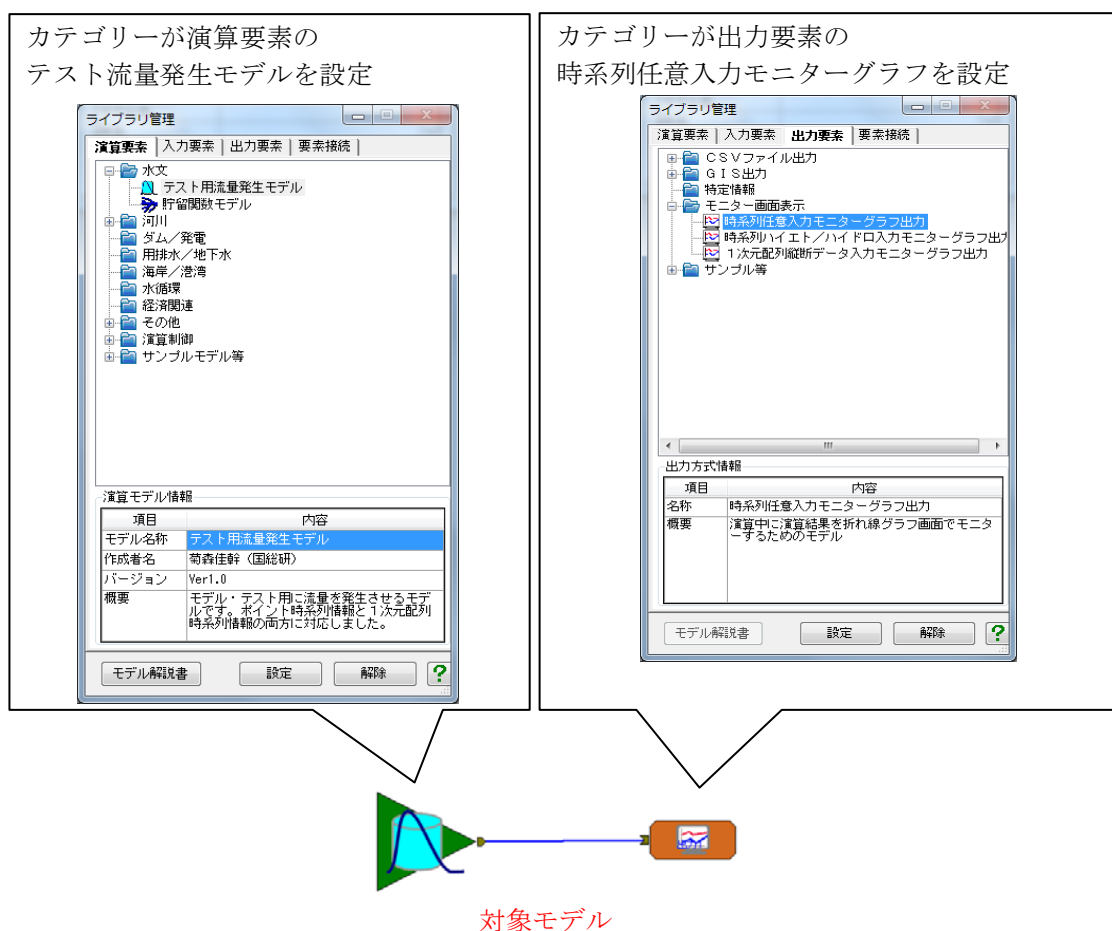 カテゴリーが演算要素の
テスト流量発生モデルを設定
ライブラリ管理
演算要素 入力要素 出力要素 要素接続
水文
テスト用流量発生モデル
貯留関数モデル
河川
ダム／発電
用排水／地下水
海岸／港湾
水循環
経済関連
その他
演算制御
サンプルモデル等
演算モデル情報
項目 内容
モデル名称 テスト用流量発生モデル
作成者名 菊森佳幹（国総研）
バージョン Ver1.0
概要 モデル・テスト用に流量を発生させるモデ
ルです。ポイント時系列情報と１次元配列
時系列情報の両方に対応しました。
モデル解説書 設定 解除 ?
カテゴリーが出力要素の
時系列任意入力モニターグラフを設定
ライブラリ管理
演算要素 入力要素 出力要素 要素接続
ＣＳＶファイル出力
ＧＩＳ出力
特定情報
モニター画面表示
時系列任意入力モニターグラフ出力
時系列ハイエト／ハイドロ入力モニターグラフ出力
１次元配列縦断データ入力モニターグラフ出力
サンプル等
出力方式情報
項目 内容
名称 時系列任意入力モニターグラフ出力
概要 演算中に演算結果を折れ線グラフ画面でモニタ
ーするためのモデル
モデル解説書 設定 解除 ?
対象モデル